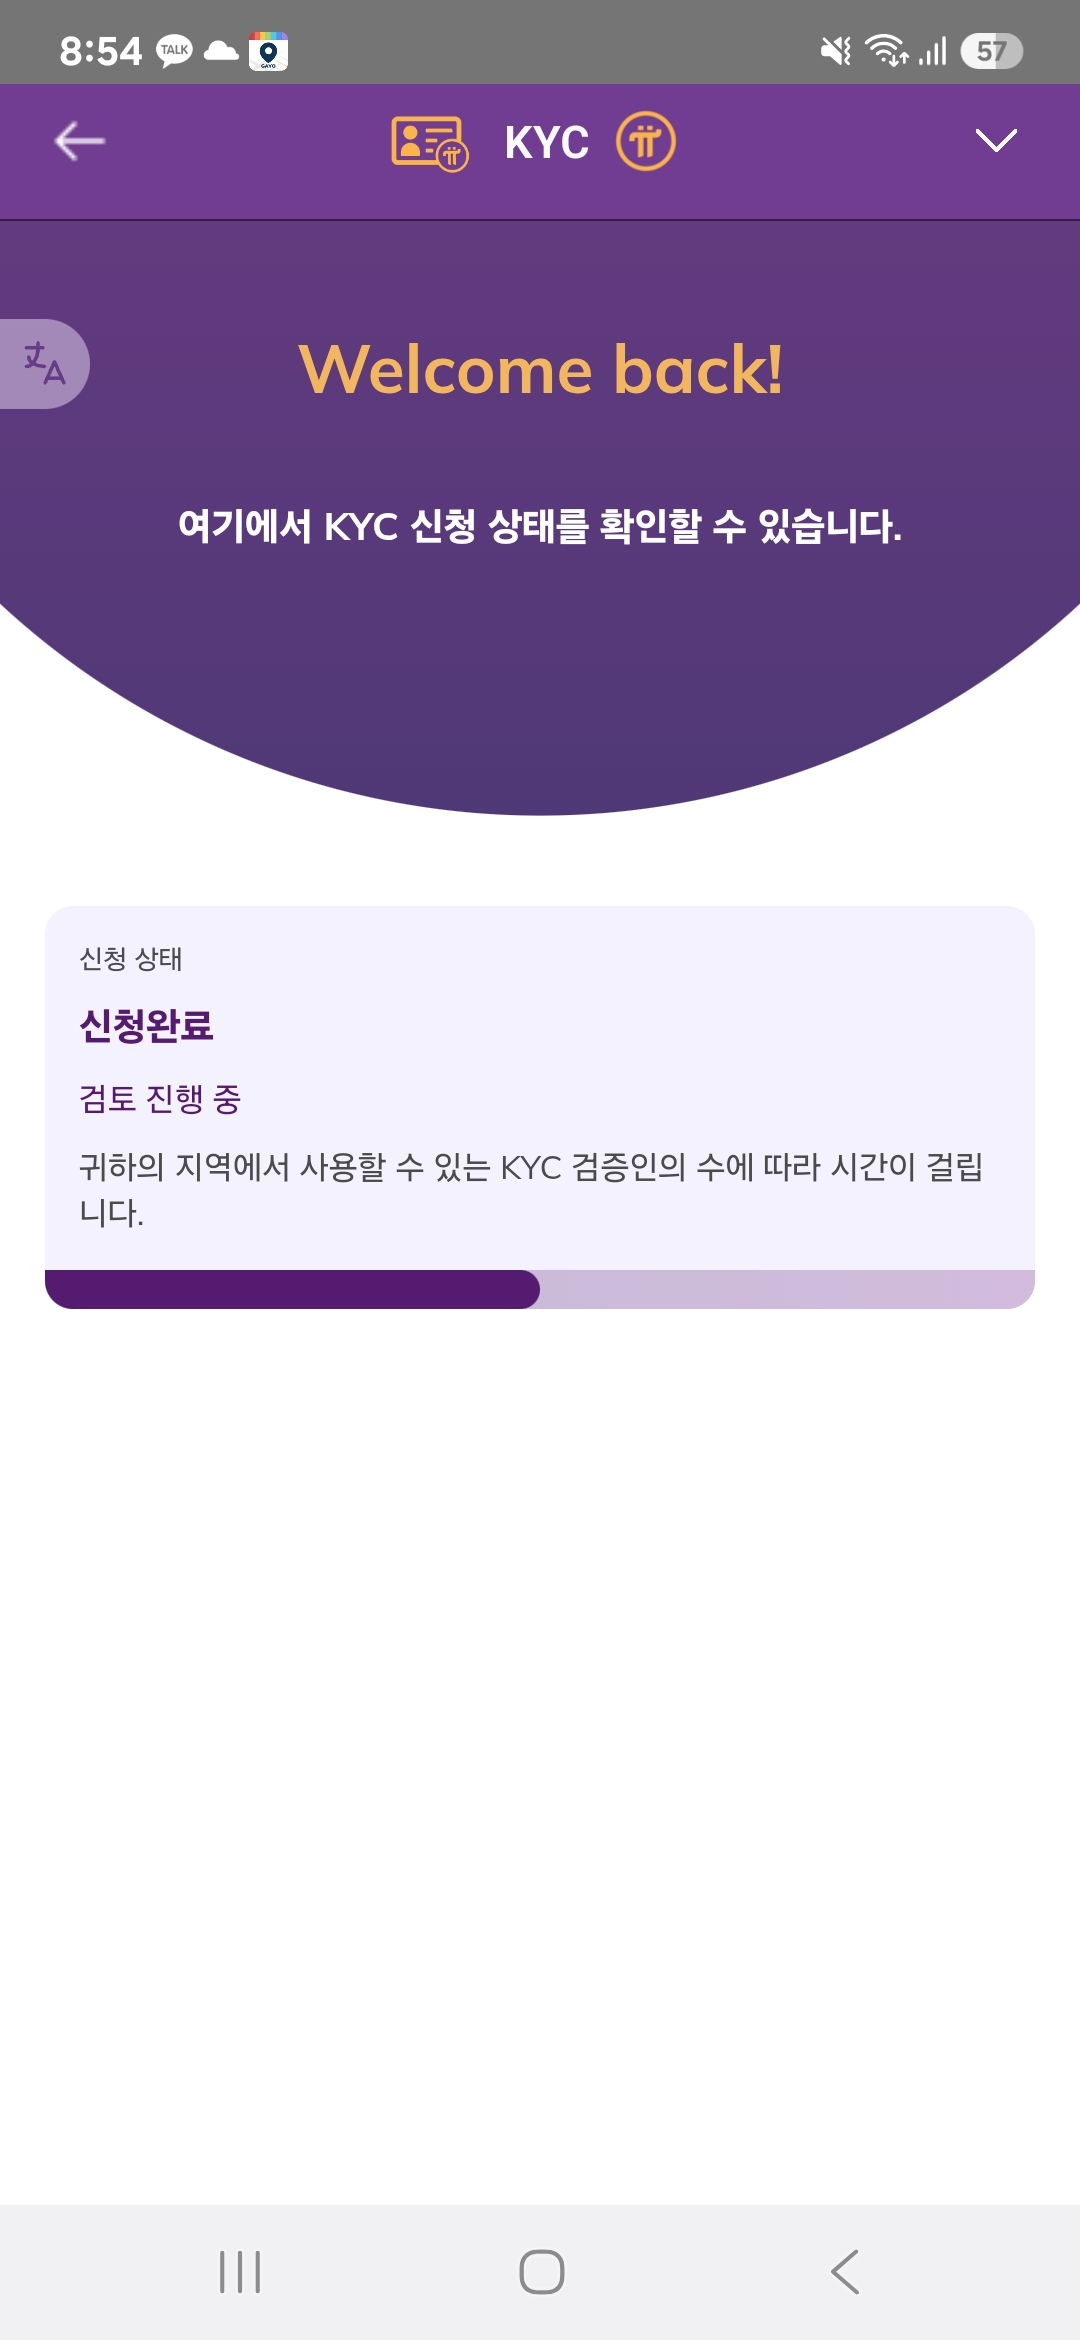 8:54 TALK GAYO 57
KYC
Welcome back!
여기에서 KYC 신청 상태를 확인할 수 있습니다.
신청 상태
신청완료
검토 진행 중
귀하의 지역에서 사용할 수 있는 KYC 검증인의 수에 따라 시간이 걸립
니다.